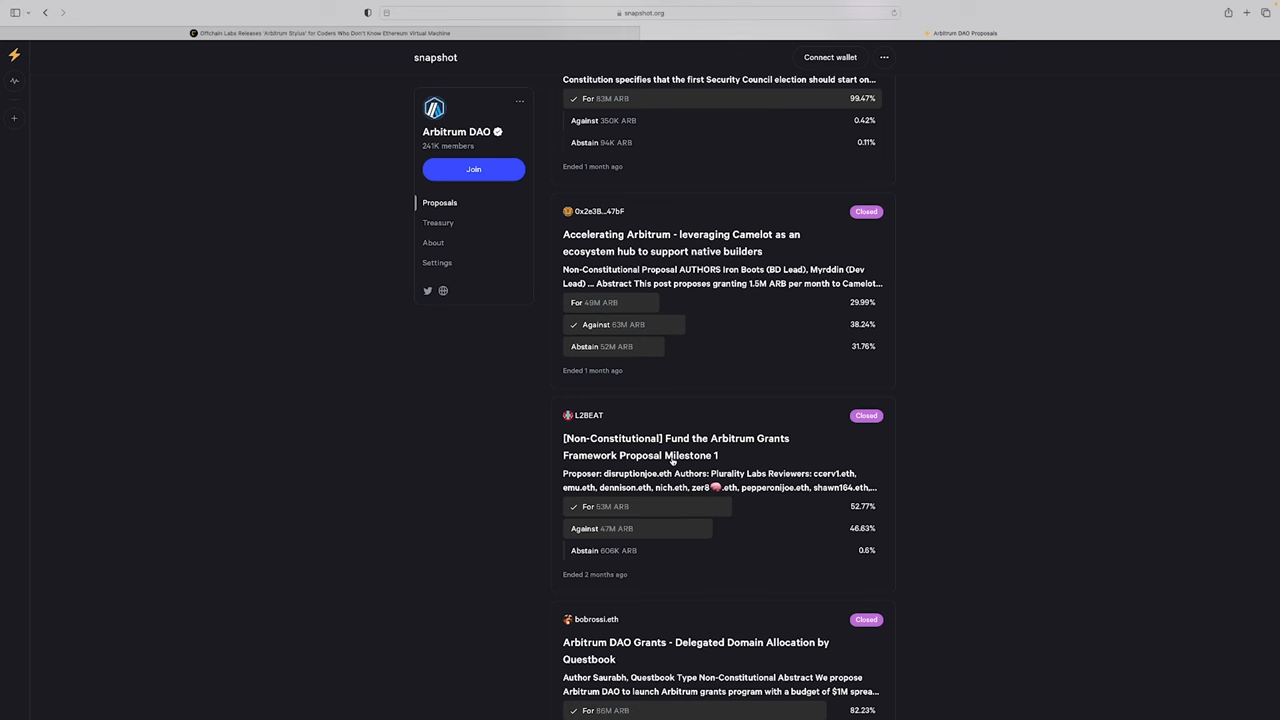 snapshot.org
Offchain Labs Releases 'Arbitrum Stylus' for Coders Who Don't Know Ethereum Virtual Machine
Arbitrum DAO Proposals
snapshot
Connect wallet
Arbitrum DAO
241K members
Join
Proposals
Treasury
About
Settings
Constitution specifies that the first Security Council election should start on...
For 83M ARB 99.47%
Against 350K ARB 0.42%
Abstain 94K ARB 0.11%
Ended 1 month ago
0x2e3B...47bF Closed
Accelerating Arbitrum - leveraging Camelot as an
ecosystem hub to support native builders
Non-Constitutional Proposal AUTHORS Iron Boots (BD Lead), Myrddin (Dev
Lead) ... Abstract This post proposes granting 1.5M ARB per month to Camelot...
For 49M ARB 29.99%
Against 63M ARB 38.24%
Abstain 52M ARB 31.76%
Ended 1 month ago
L2BEAT Closed
[Non-Constitutional] Fund the Arbitrum Grants
Framework Proposal Milestone 1
Proposer: disruptionjoe.eth Authors: Plurality Labs Reviewers: ccerv1.eth,
emu.eth, dennison.eth, nich.eth, zer8🧠.eth, pepperonijoe.eth, shawn164.eth,...
For 53M ARB 52.77%
Against 47M ARB 46.63%
Abstain 606K ARB 0.6%
Ended 2 months ago
bobrossi.eth Closed
Arbitrum DAO Grants - Delegated Domain Allocation by
Questbook
Author Saurabh, Questbook Type Non-Constitutional Abstract We propose
Arbitrum DAO to launch Arbitrum grants program with a budget of $1M sprea...
For 86M ARB 82.23%